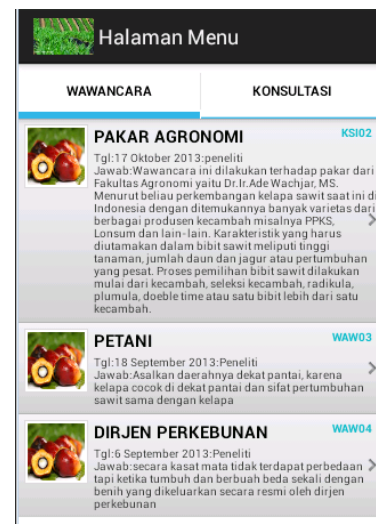 Halaman Menu
WAWANCARA
KONSULTASI
PAKAR AGRONOMI
KSI02
Tgl:17 Oktober 2013:peneliti
Jawab:Wawancara ini dilakukan terhadap pakar dari
Fakultas Agronomi yaitu Dr.Ir.Ade Wachjar, MS.
Menurut beliau perkembangan kelapa sawit saat ini di
Indonesia dengan ditemukannya banyak varietas dari
berbagai produsen kecambah misalnya PPKS,
Lonsum dan lain-lain. Karakteristik yang harus
diutamakan dalam bibit sawit meliputi tinggi
tanaman, jumlah daun dan jagur atau pertumbuhan
yang pesat. Proses pemilihan bibit sawit dilakukan
mulai dari kecambah, seleksi kecambah, radikula,
plumula, doeble time atau satu bibit lebih dari satu
kecambah.
PETANI
WAW03
Tgl:18 September 2013:Peneliti
Jawab:Asalkan daerahnya dekat pantai, karena
kelapa cocok di dekat pantai dan sifat pertumbuhan
sawit sama dengan kelapa
DIRJEN PERKEBUNAN
WAW04
Tgl:6 September 2013:Peneliti
Jawab:secara kasat mata tidak terdapat perbedaan
tapi ketika tumbuh dan berbuah beda sekali dengan
benih yang dikeluarkan secara resmi oleh dirjen
perkebunan